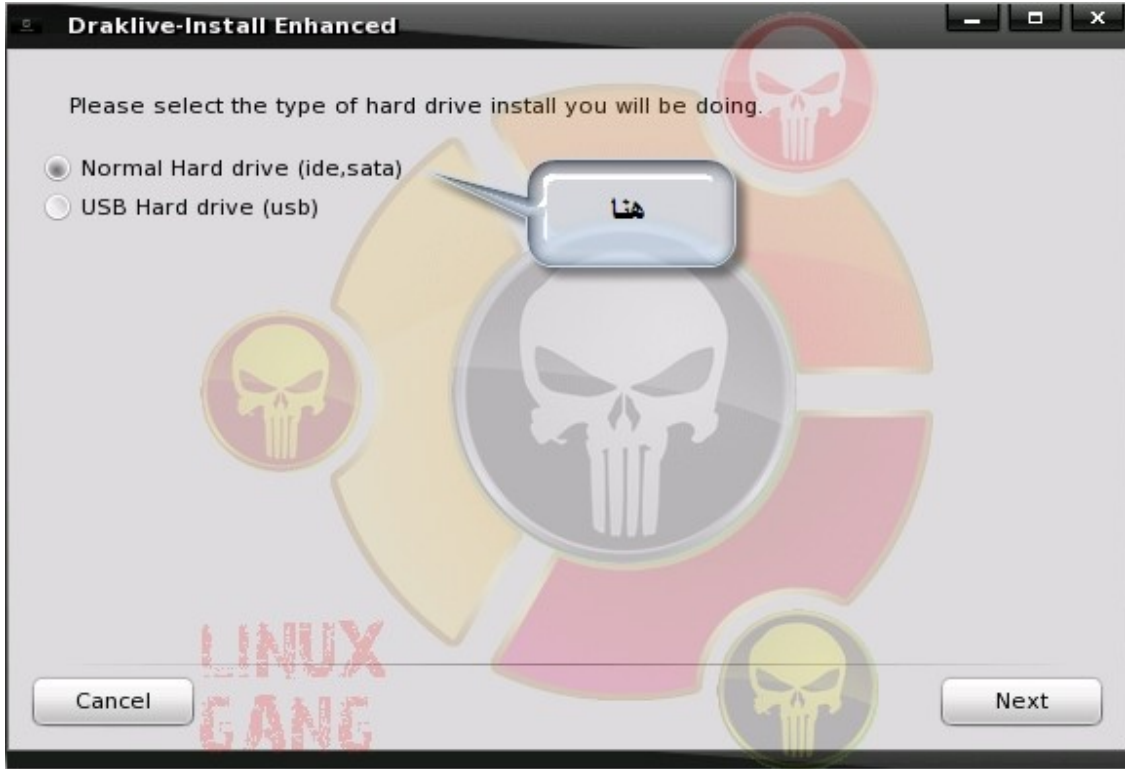 Draklive-Install Enhanced
Please select the type of hard drive install you will be doing.
Normal Hard drive (ide,sata)
هنا
USB Hard drive (usb)
LINUX
GANG
Cancel
Next